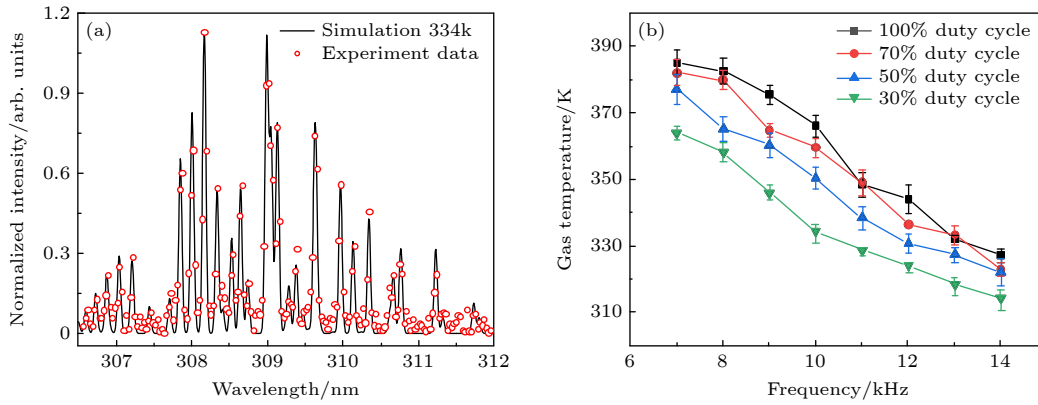 (a)
Simulation 334k
Experiment data
1.2
0.9
0.6
0.3
0
Normalized intensity/arb. units
307
308
309
310
311
312
Wavelength/nm
(b)
100% duty cycle
70% duty cycle
50% duty cycle
30% duty cycle
390
370
350
330
310
Gas temperature/K
6
8
10
12
14
Frequency/kHz